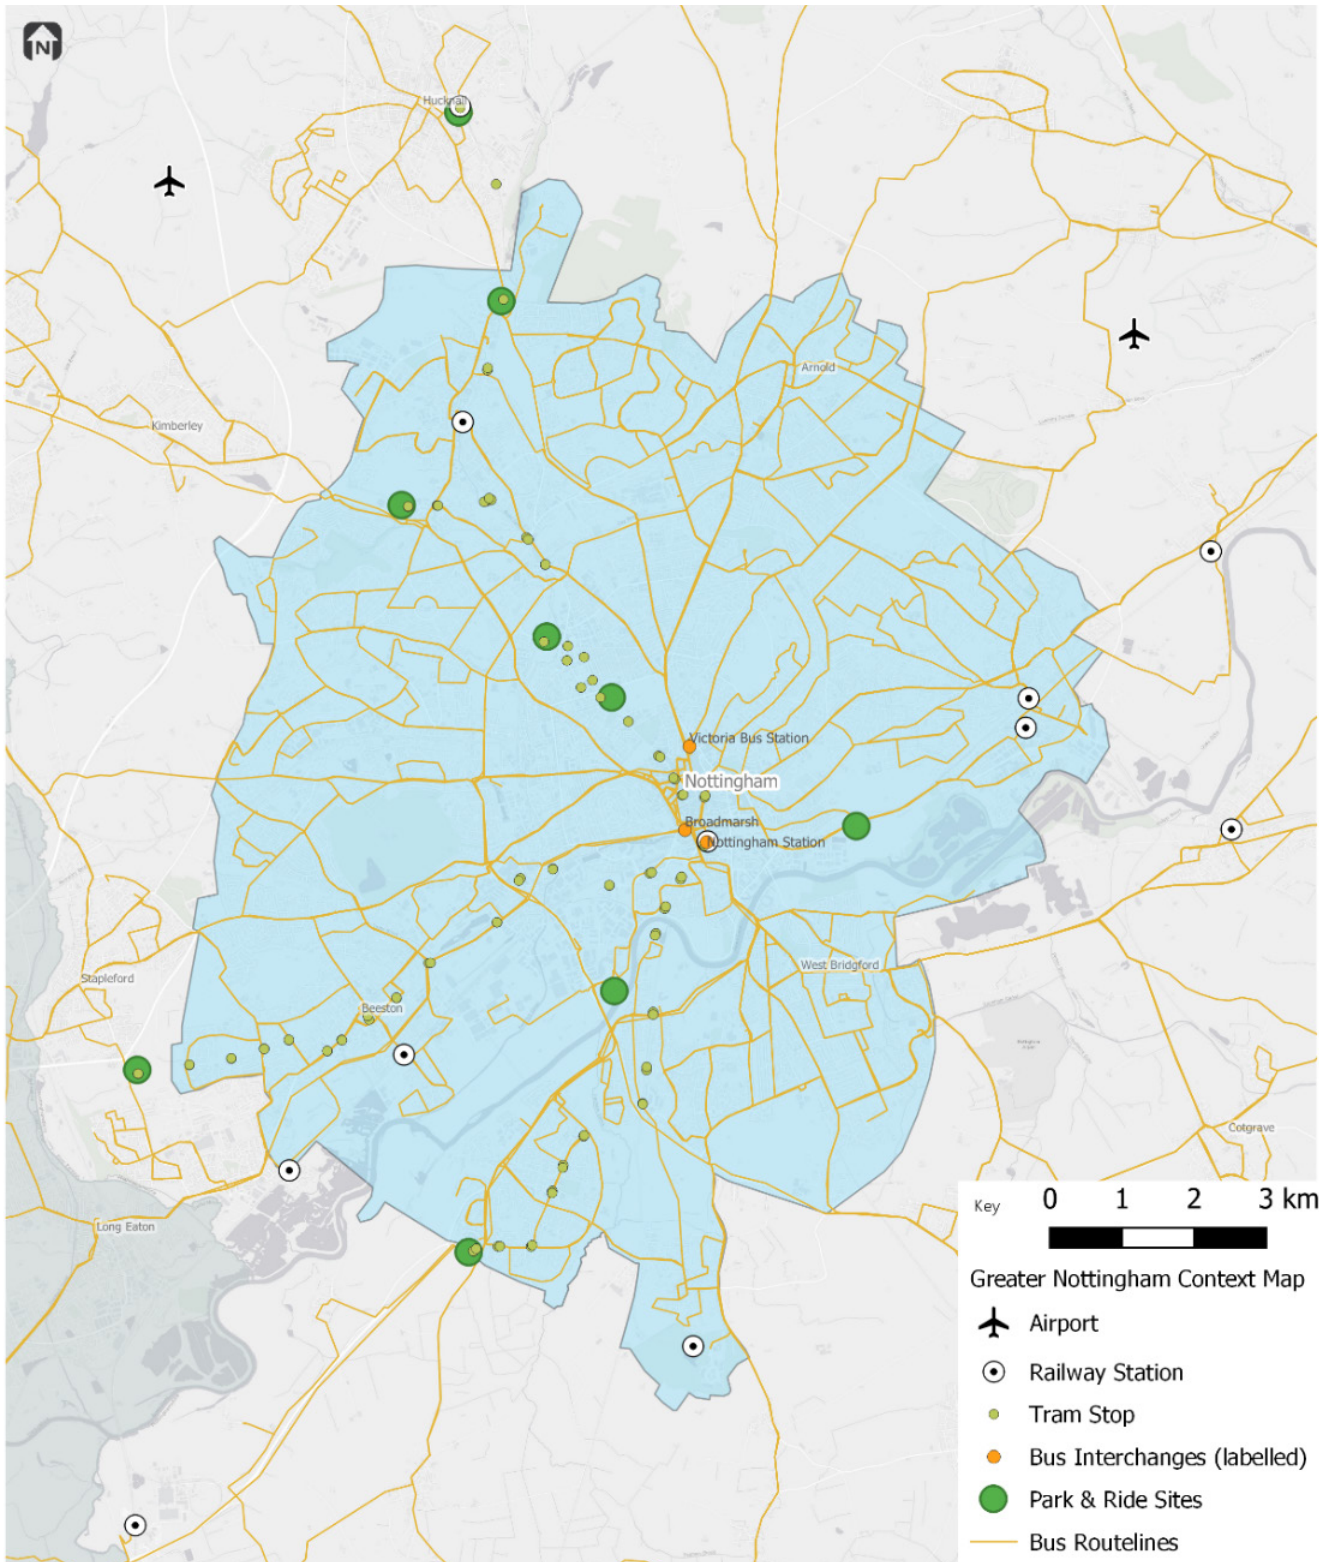 N
Hucknall
Arnold
Kimberley
Victoria Bus Station
Nottingham
Broadmarsh
Nottingham Station
West Bridgford
Stapleford
Beeston
Cotgrave
Long Eaton
Key
0 1 2 3 km
Greater Nottingham Context Map
Airport
Railway Station
Tram Stop
Bus Interchanges (labelled)
Park & Ride Sites
Bus Routelines